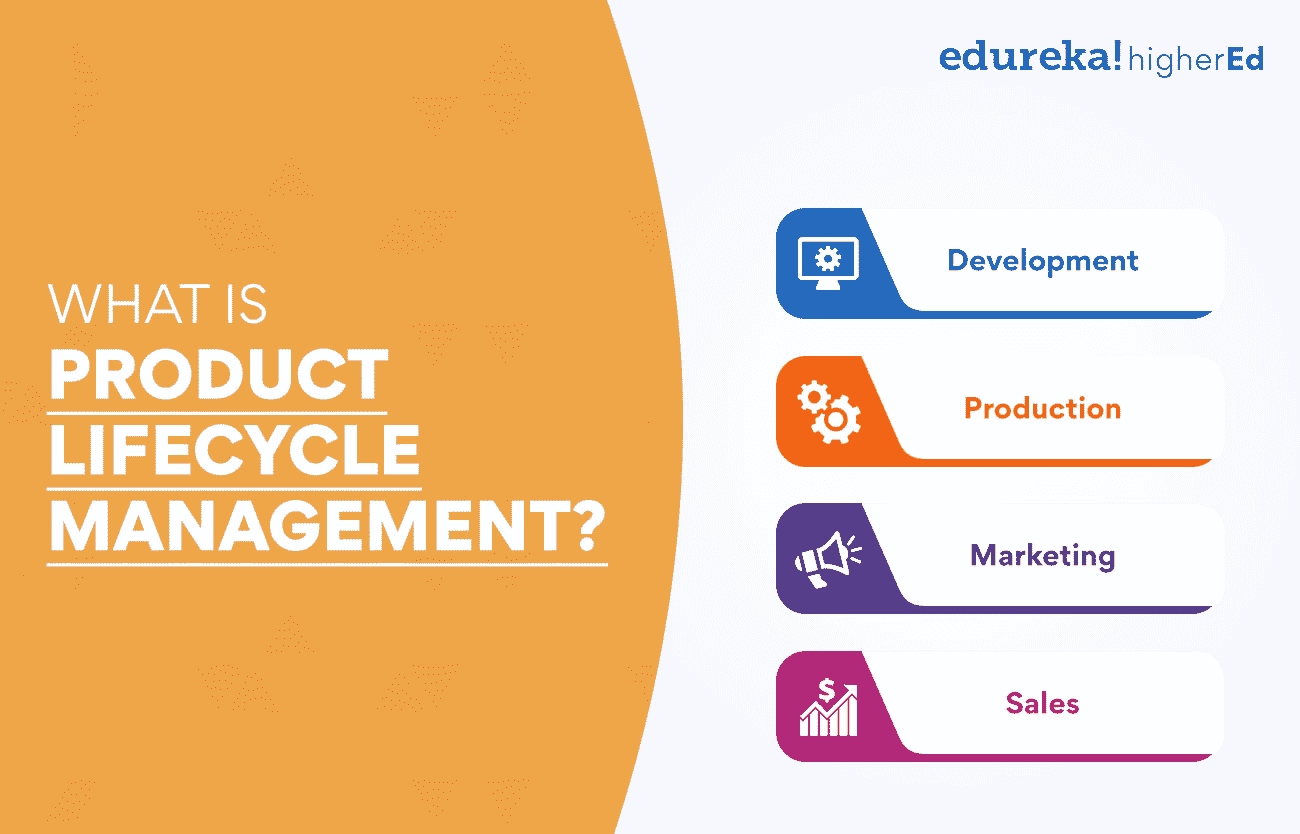 edureka! higherEd
WHAT IS
PRODUCT
LIFECYCLE
MANAGEMENT?
Development
Production
Marketing
$
Sales